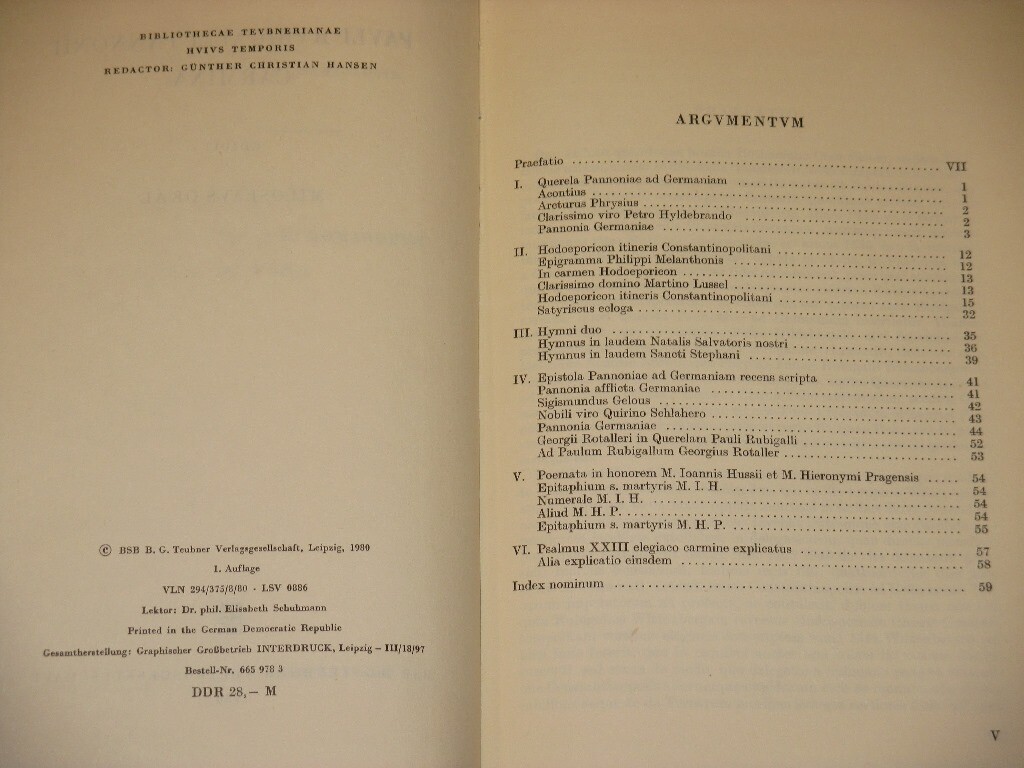 BIBLIOTHECAE TEVBNERIANAE
HVIVS TEMPORIS
REDACTOR: GÜNTHER CHRISTIAN HANSEN
© BSB B. G. Teubner Verlagsgesellschaft, Leipzig, 1980
1. Auflage
VLN 294/375/8/80 · LSV 0886
Lektor: Dr. phil. Elisabeth Schuhmann
Printed in the German Democratic Republic
Gesamtherstellung: Graphischer Großbetrieb INTERDRUCK, Leipzig – III/18/97
Bestell-Nr. 665 978 3
DDR 28,– M
ARGVMENTVM
Praefatio VII
I. Querela Pannoniae ad Germaniam 1
Acontius 1
Arcturus Phrysius 2
Clarissimo viro Petro Hyldebrando 2
Pannonia Germaniae 3
II. Hodoeporicon itineris Constantinopolitani 12
Epigramma Philippi Melanthonis 12
In carmen Hodoeporicon 13
Clarissimo domino Martino Lussel 13
Hodoeporicon itineris Constantinopolitani 15
Satyriscus ecloga 32
III. Hymni duo 35
Hymnus in laudem Natalis Salvatoris nostri 36
Hymnus in laudem Sancti Stephani 39
IV. Epistola Pannoniae ad Germaniam recens scripta 41
Pannonia afflicta Germaniae 41
Sigismundus Gelous 42
Nobili viro Quirino Schlahero 43
Pannonia Germaniae 44
Georgii Rotalleri in Querelam Pauli Rubigalli 52
Ad Paulum Rubigallum Georgius Rotaller 53
V. Poemata in honorem M. Ioannis Hussii et M. Hieronymi Pragensis 54
Epitaphium s. martyris M. I. H. 54
Numerale M. I. H. 54
Aliud M. H. P. 54
Epitaphium s. martyris M. H. P. 55
VI. Psalmus XXIII elegiaco carmine explicatus 57
Alia explicatio eiusdem 58
Index nominum 59
V